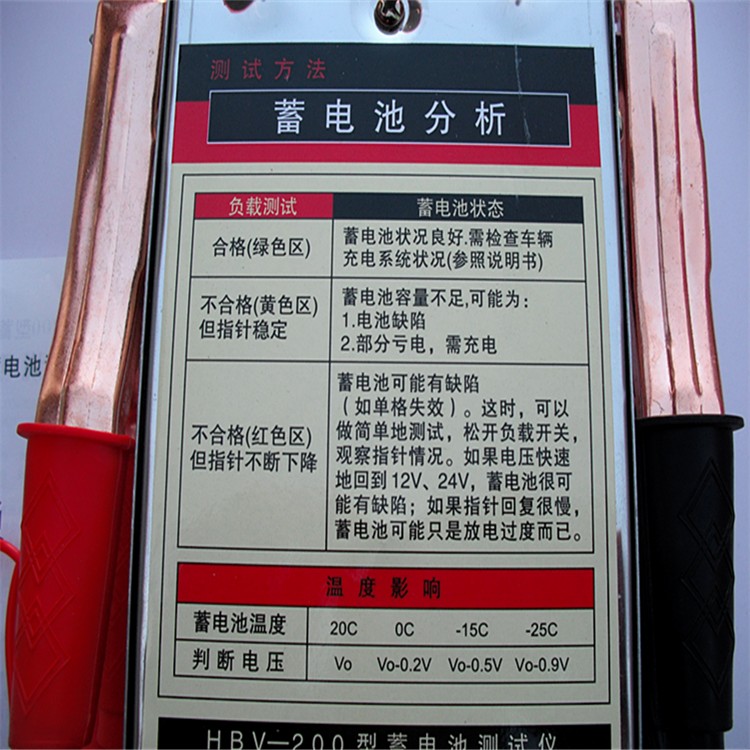 测试方法
蓄电池分析
负载测试 蓄电池状态
合格(绿色区)
蓄电池状况良好.需检查车辆
充电系统状况(参照说明书)
不合格(黄色区)
但指针稳定
蓄电池容量不足,可能为:
1.电池缺陷
2.部分亏电，需充电
不合格(红色区)
但指针不断下降
蓄电池可能有缺陷
（如单格失效）。这时，可以
做简单地测试，松开负载开关，
观察指针情况。如果电压快速
地回到12V、24V，蓄电池很可
能有缺陷；如果指针回复很慢，
蓄电池可能只是放电过度而已。
温度影响
蓄电池温度 20C 0C -15C -25C
判断电压 Vo Vo-0.2V Vo-0.5V Vo-0.9V
HBV—200型蓄电池测试仪
电池